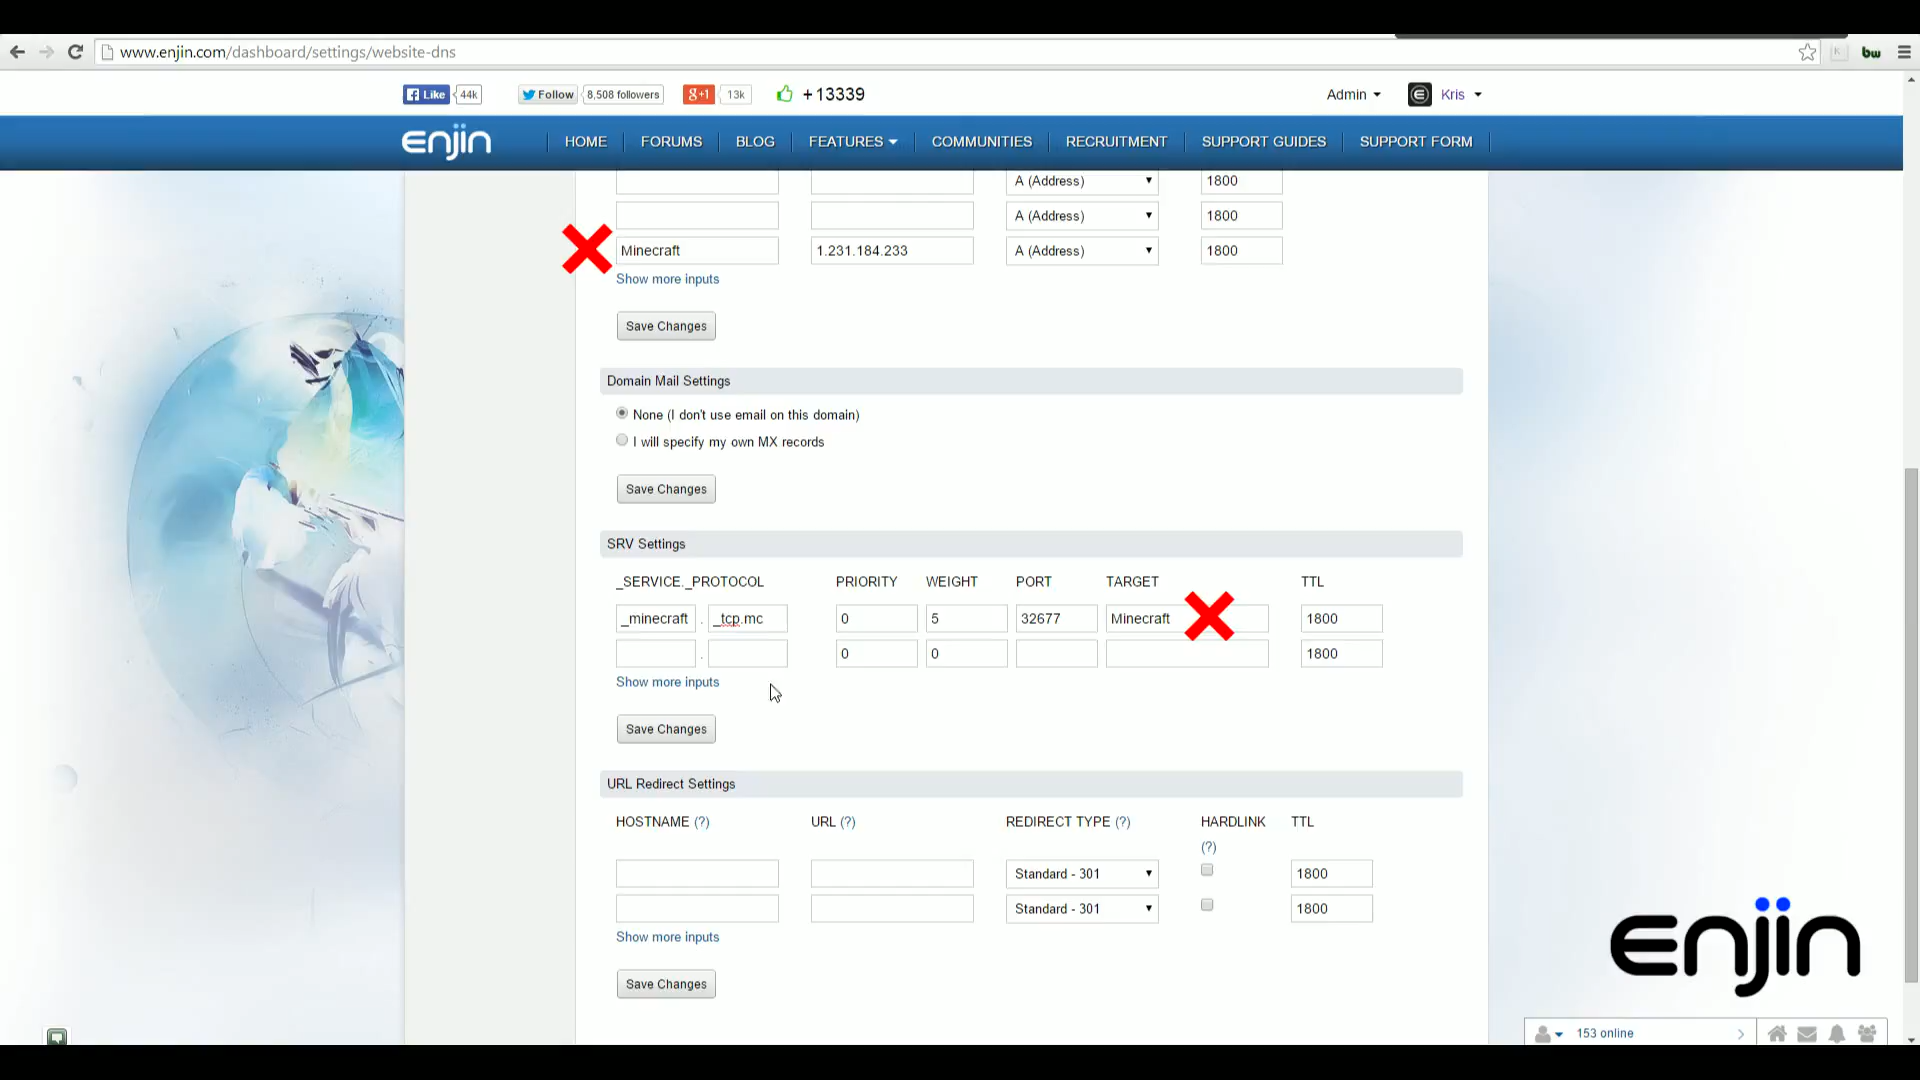 www.enjin.com/dashboard/settings/website-dns
K
bw
Like 44k Follow 8,508 followers g+1 13k +13339
Admin Kris
enjin HOME FORUMS BLOG FEATURES COMMUNITIES RECRUITMENT SUPPORT GUIDES SUPPORT FORM
A (Address) 1800
A (Address) 1800
Minecraft 1.231.184.233 A (Address) 1800
Show more inputs
Save Changes
Domain Mail Settings
None (I don't use email on this domain)
I will specify my own MX records
Save Changes
SRV Settings
_SERVICE._PROTOCOL PRIORITY WEIGHT PORT TARGET TTL
_minecraft . _tcp.mc 0 5 32677 Minecraft 1800
. 0 0 1800
Show more inputs
Save Changes
URL Redirect Settings
HOSTNAME (?) URL (?) REDIRECT TYPE (?) HARDLINK (?) TTL
Standard - 301 1800
Standard - 301 1800
Show more inputs
Save Changes
enjin
153 online